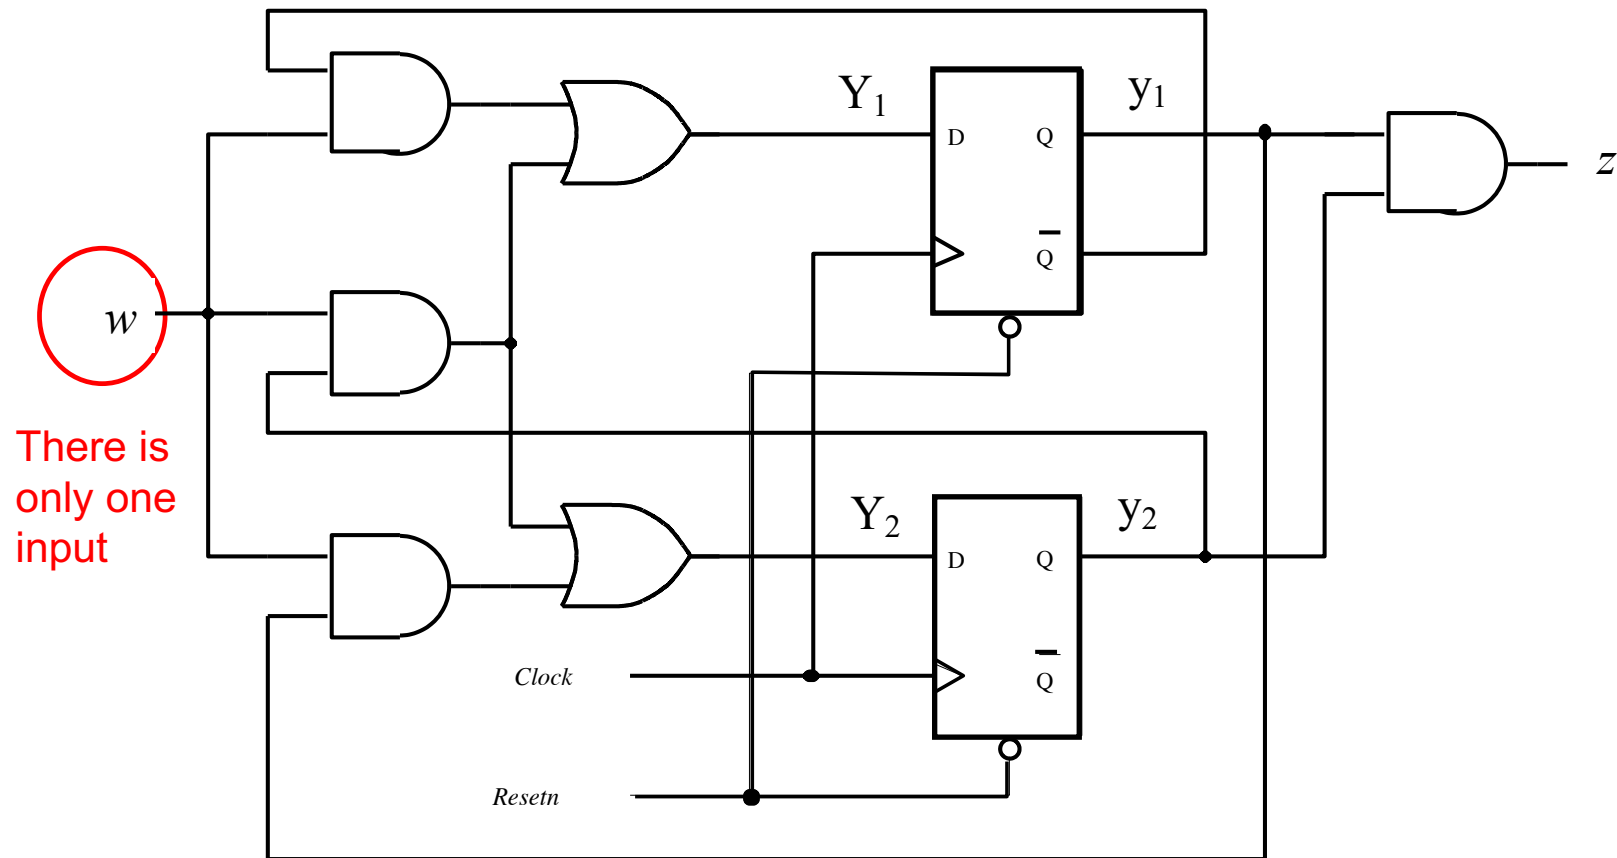 Y₁
y₁
D
Q
z
Q̅
w
There is
only one
input
Y₂
y₂
D
Q
Clock
Q̅
Resetn